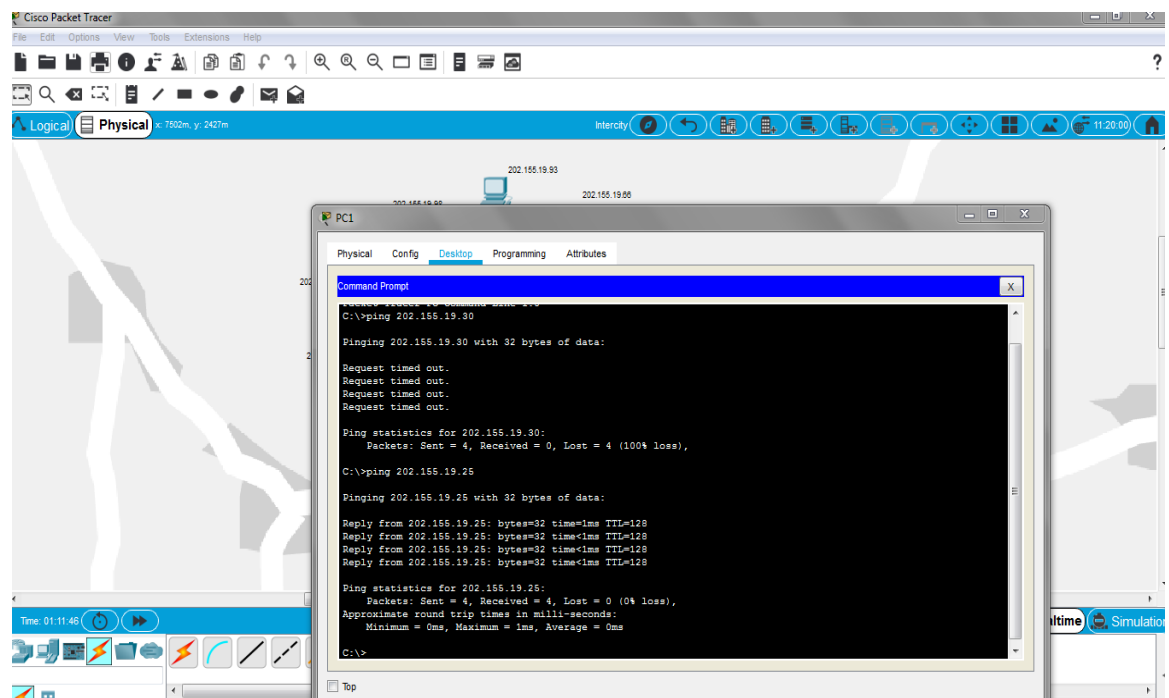 Cisco Packet Tracer
File Edit Options View Tools Extensions Help
?
Logical Physical x: 7502m, y: 2427m Intercity 11:20:00
202.155.19.93
202.155.19.66
PC1
X
202
Physical Config Desktop Programming Attributes
Command Prompt X
C:\>ping 202.155.19.30
Pinging 202.155.19.30 with 32 bytes of data:
Request timed out.
Request timed out.
Request timed out.
Request timed out.
Ping statistics for 202.155.19.30:
Packets: Sent = 4, Received = 0, Lost = 4 (100% loss),
C:\>ping 202.155.19.25
Pinging 202.155.19.25 with 32 bytes of data:
Reply from 202.155.19.25: bytes=32 time=1ms TTL=128
Reply from 202.155.19.25: bytes=32 time<1ms TTL=128
Reply from 202.155.19.25: bytes=32 time<1ms TTL=128
Reply from 202.155.19.25: bytes=32 time<1ms TTL=128
Ping statistics for 202.155.19.25:
Packets: Sent = 4, Received = 4, Lost = 0 (0% loss),
Approximate round trip times in milli-seconds:
Minimum = 0ms, Maximum = 1ms, Average = 0ms
C:\>
Time: 01:11:46 ltime Simulation
Top